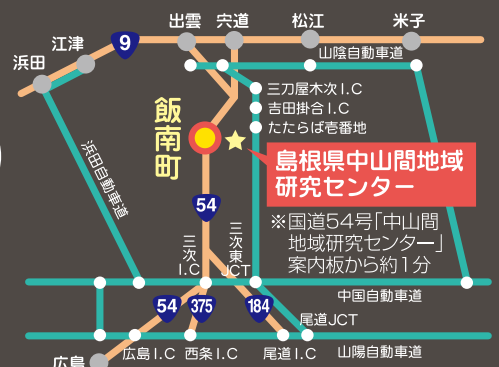 出雲
宍道
松江
米子
江津
9
浜田
山陰自動車道
三刀屋木次I.C
吉田掛合I.C
たたらば壱番地
飯南町
島根県中山間地域
研究センター
浜田自動車道
54
※国道54号「中山間
地域研究センター」
案内板から約1分
三次I.C
三次東JCT
中国自動車道
54
375
184
尾道JCT
広島I.C
西条I.C
尾道I.C
山陽自動車道
広島